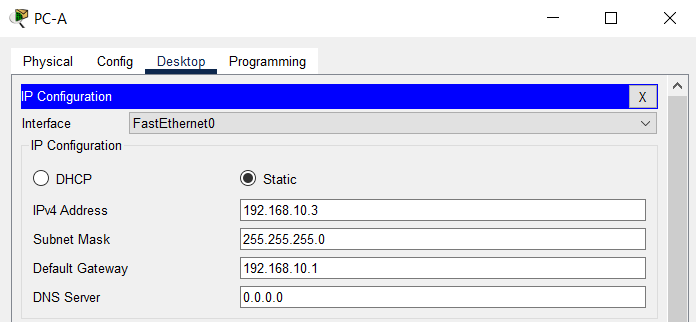 PC-A
Physical Config Desktop Programming
IP Configuration X
Interface FastEthernet0
IP Configuration
DHCP Static
IPv4 Address 192.168.10.3
Subnet Mask 255.255.255.0
Default Gateway 192.168.10.1
DNS Server 0.0.0.0